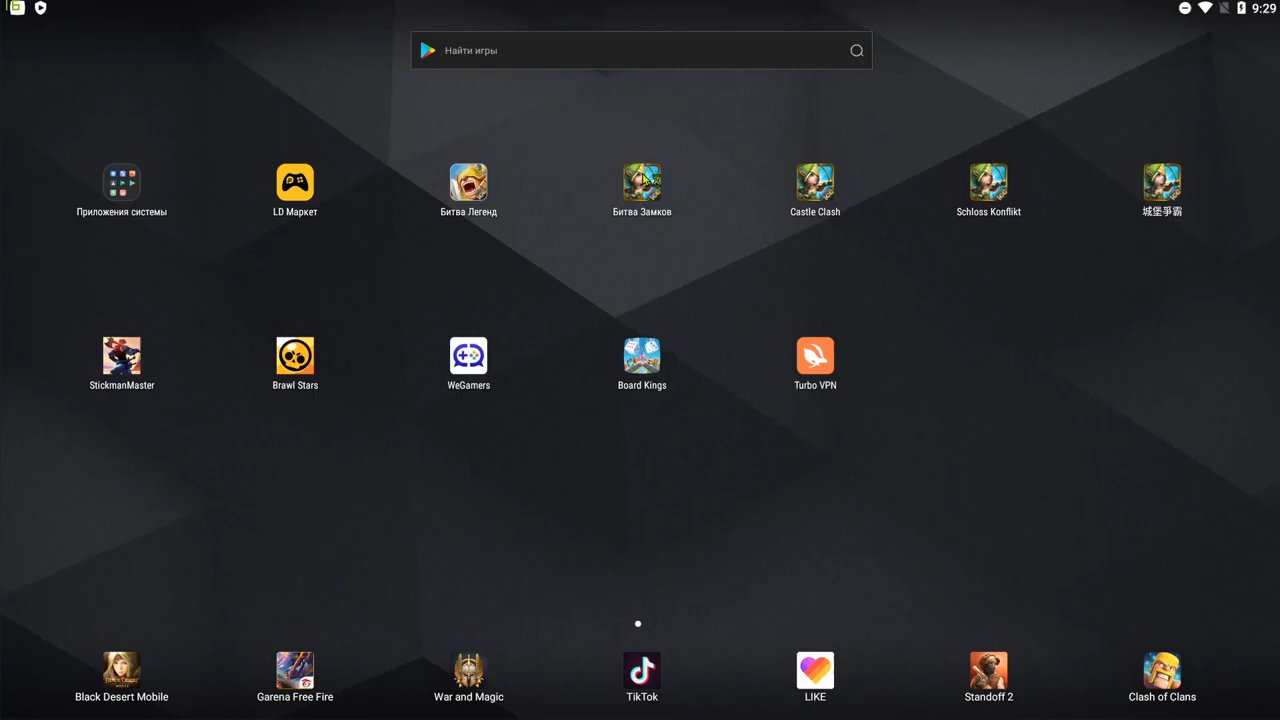 9:29
Найти игры
Приложения системы
LD Маркет
Битва Легенд
Битва Замков
Castle Clash
Schloss Konflikt
城堡爭霸
StickmanMaster
Brawl Stars
WeGamers
Board Kings
Turbo VPN
Black Desert Mobile
Garena Free Fire
War and Magic
TikTok
LIKE
Standoff 2
Clash of Clans